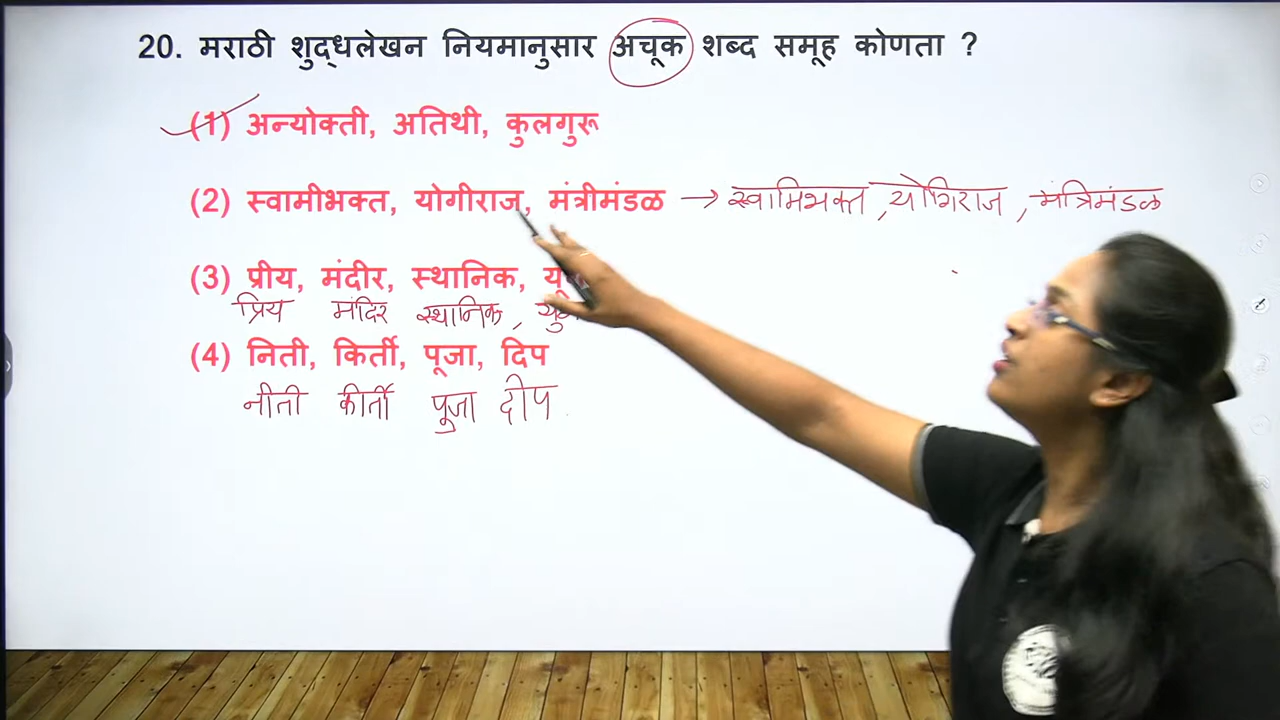 20. मराठी शुद्धलेखन नियमानुसार अचूक शब्द समूह कोणता ?
(1) अन्योक्ती, अतिथी, कुलगुरू
(2) स्वामीभक्त, योगीराज, मंत्रीमंडळ → स्वामिभक्त, योगिराज, मंत्रिमंडळ
(3) प्रीय, मंदीर, स्थानिक,
प्रिय मंदिर स्थानिक,
(4) निती, किर्ती, पूजा, दिप
नीती कीर्ती पूजा दीप